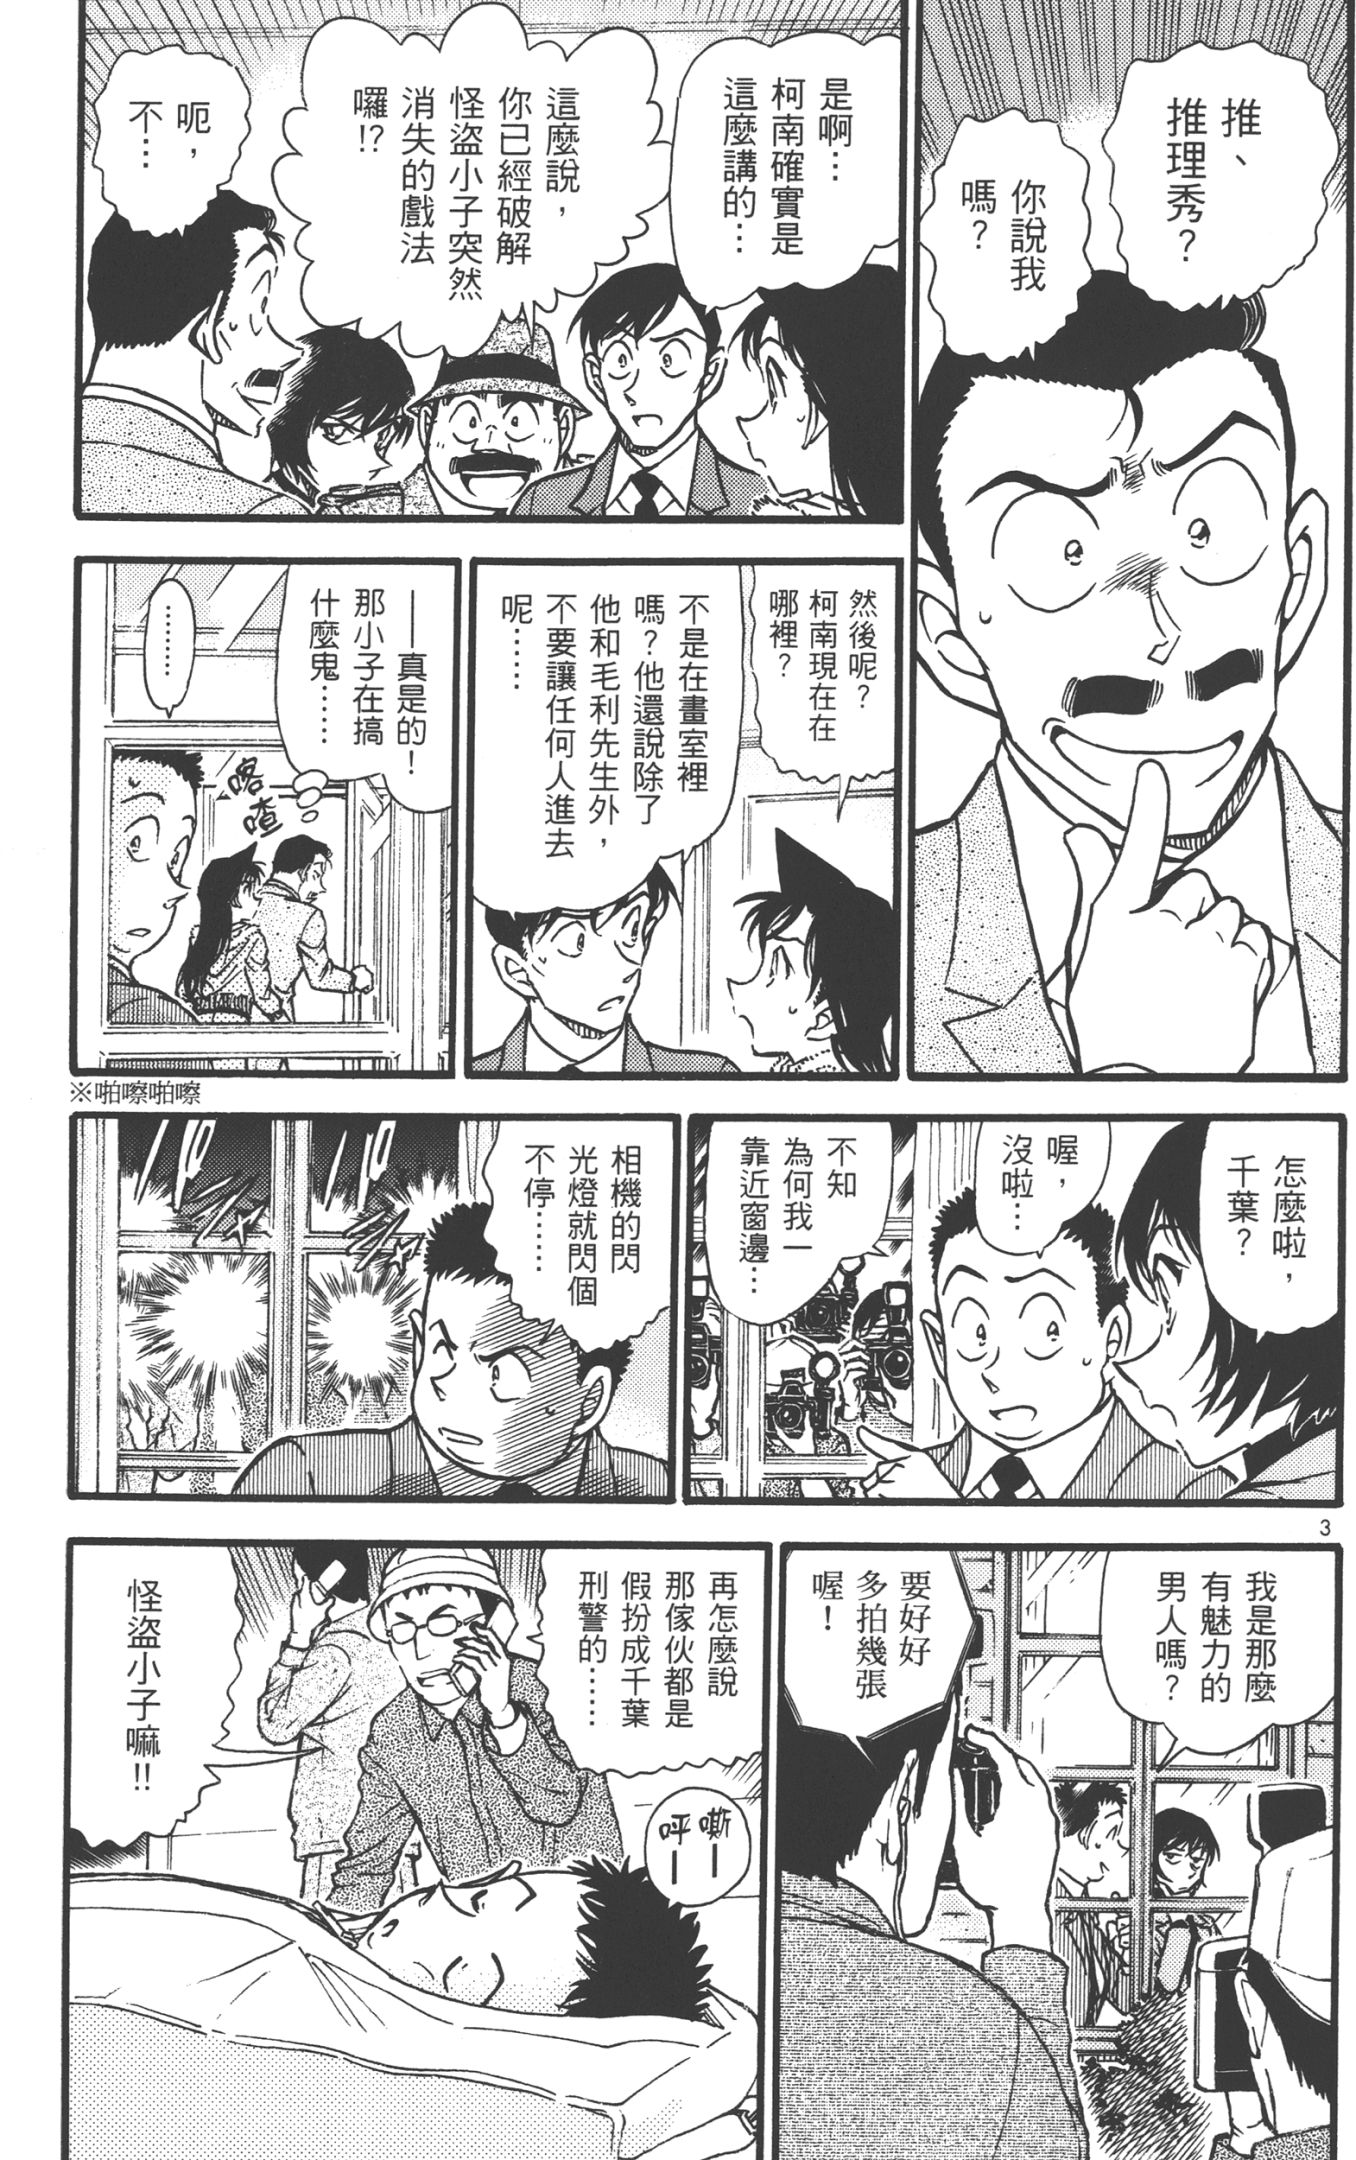 推、
推理秀？
你說我
嗎？
是啊…
柯南確實是
這麼講的…
這麼說，
你已經破解
怪盜小子突然
消失的戲法
囉!?
呃，
不…
然後呢？
柯南現在在
哪裡？
不是在畫室裡
嗎？他還說除了
他和毛利先生外，
不要讓任何人進去
呢……
——真是的！
那小子在搞
什麼鬼……
喀
喳
………
※啪嚓啪嚓
怎麼啦，
千葉？
喔，
沒啦…
不知
為何我一
靠近窗邊…
相機的閃
光燈就閃個
不停……
3
我是那麼
有魅力的
男人嗎？
要好好
多拍幾張
喔！
再怎麼說
那傢伙都是
假扮成千葉
刑警的……
怪盜小子嘛!!
嘶—
呼—